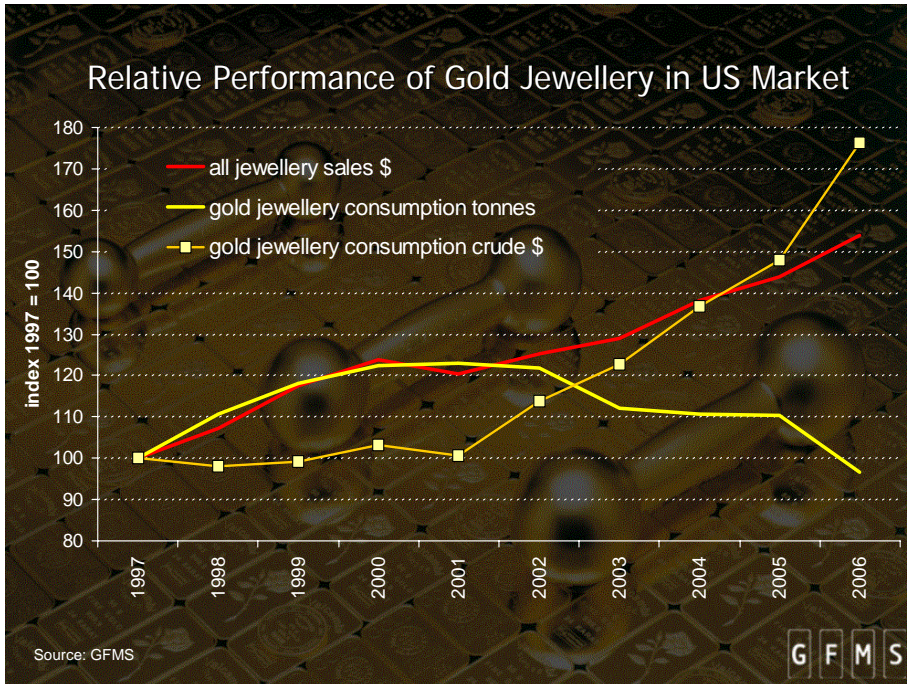 Relative Performance of Gold Jewellery in US Market
180
170
160
150
140
130
120
110
100
90
80
index 1997 = 100
all jewellery sales $
gold jewellery consumption tonnes
gold jewellery consumption crude $
1997 1998 1999 2000 2001 2002 2003 2004 2005 2006
Source: GFMS
GFMS